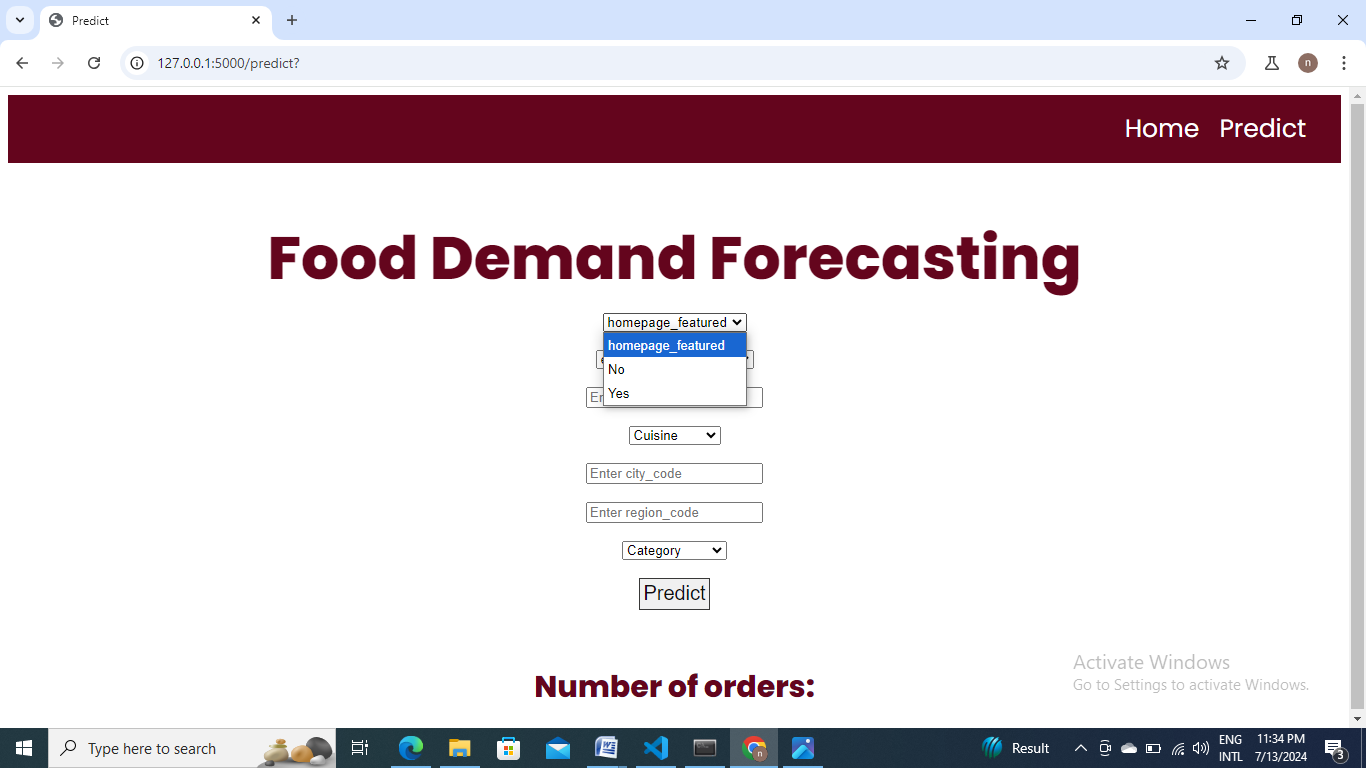 Predict
127.0.0.1:5000/predict?
n
Home Predict
Food Demand Forecasting
homepage_featured
homepage_featured
No
Yes
Cuisine
Enter city_code
Enter region_code
Category
Predict
Number of orders:
Activate Windows
Go to Settings to activate Windows.
Type here to search
Result
ENG
INTL
11:34 PM
7/13/2024
3